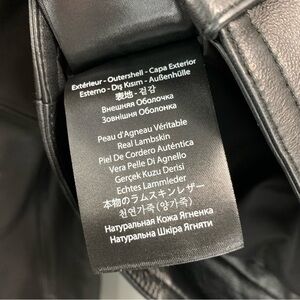 Extérieur - Outershell - Capa Exterior
Esterno - Dış Kısım - Außenhülle
表地 - 겉감
Внешняя Оболочка
Зовнішня Оболонка
Peau d'Agneau Véritable
Real Lambskin
Piel De Cordero Auténtica
Vera Pelle Di Agnello
Gerçek Kuzu Derisi
Echtes Lammleder
本物のラムスキンレザー
천연가죽 (양가죽)
Натуральная Кожа Ягненка
Натуральна Шкіра Ягняти